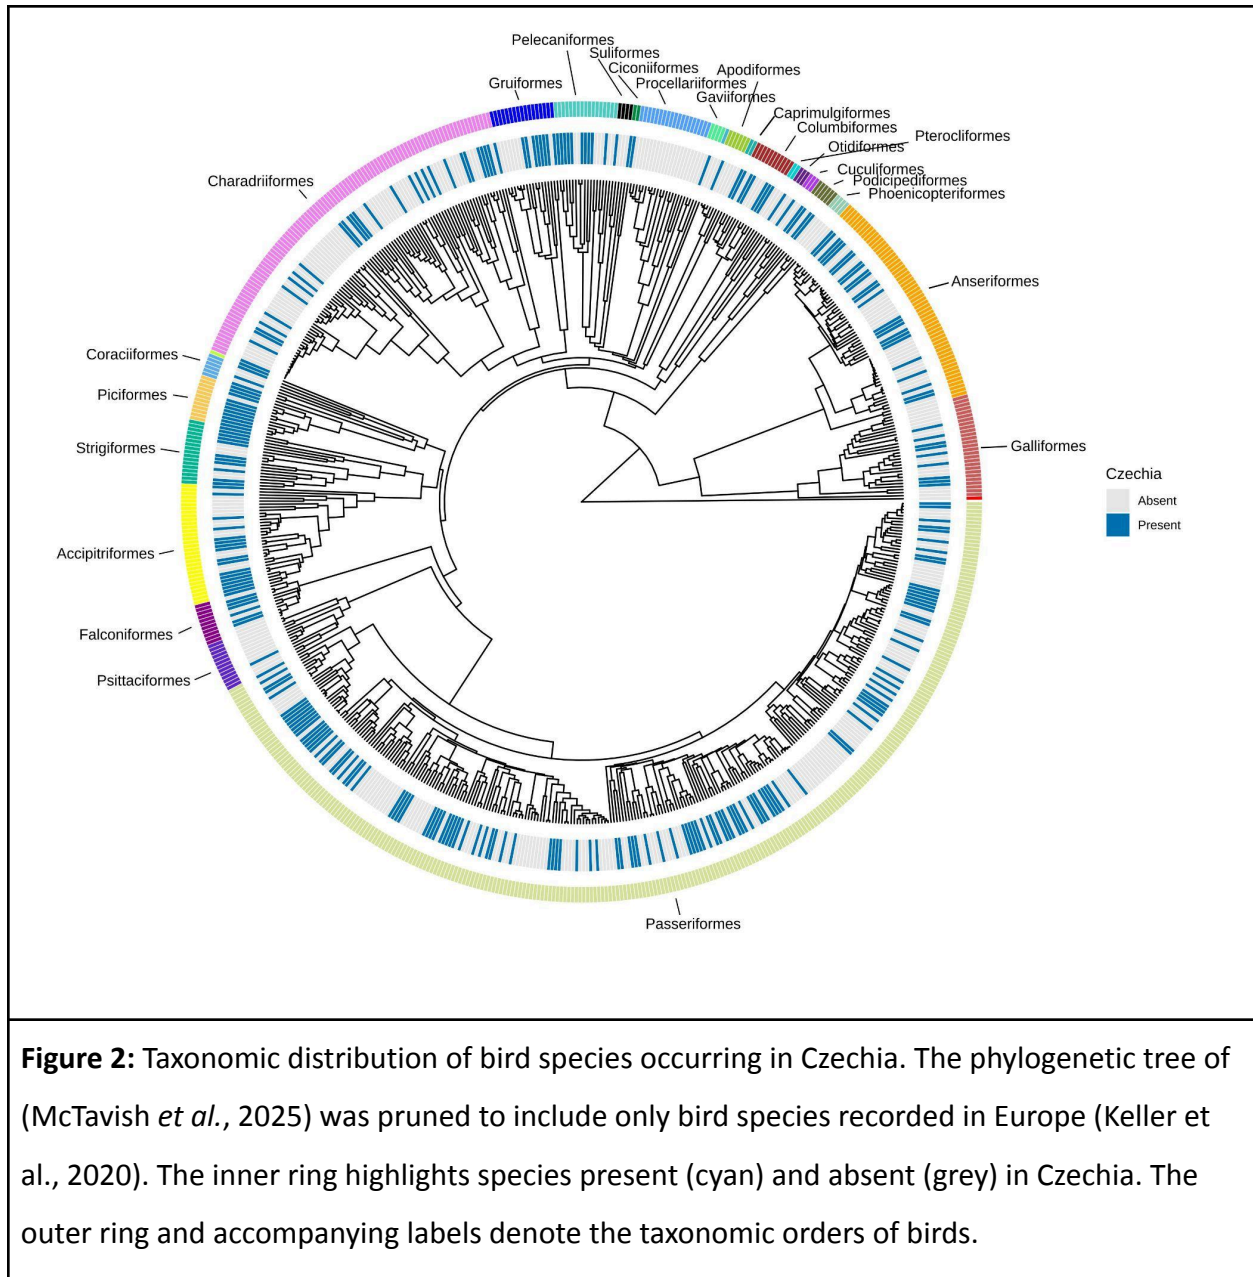 Pelecaniformes
Suliformes
Ciconiiformes
Apodiformes
Gruiformes
Procellariiformes
Gaviiformes
Caprimulgiformes
Columbiformes
Pterocliformes
Otidiformes
Cuculiformes
Podicipediformes
Phoenicopteriformes
Charadriiformes
Anseriformes
Coraciiformes
Piciformes
Strigiformes
Galliformes
Czechia
Absent
Present
Accipitriformes
Falconiformes
Psittaciformes
Passeriformes
Figure 2: Taxonomic distribution of bird species occurring in Czechia. The phylogenetic tree of
(McTavish et al., 2025) was pruned to include only bird species recorded in Europe (Keller et
al., 2020). The inner ring highlights species present (cyan) and absent (grey) in Czechia. The
outer ring and accompanying labels denote the taxonomic orders of birds.